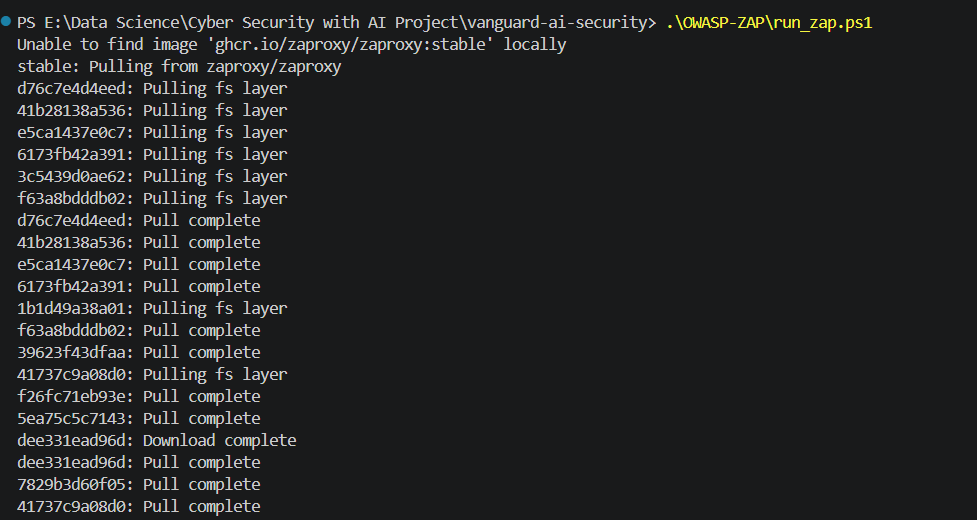 PS E:\Data Science\Cyber Security with AI Project\vanguard-ai-security> .\OWASP-ZAP\run_zap.ps1
Unable to find image 'ghcr.io/zaproxy/zaproxy:stable' locally
stable: Pulling from zaproxy/zaproxy
d76c7e4d4eed: Pulling fs layer
41b28138a536: Pulling fs layer
e5ca1437e0c7: Pulling fs layer
6173fb42a391: Pulling fs layer
3c5439d0ae62: Pulling fs layer
f63a8bdddb02: Pulling fs layer
d76c7e4d4eed: Pull complete
41b28138a536: Pull complete
e5ca1437e0c7: Pull complete
6173fb42a391: Pull complete
1b1d49a38a01: Pulling fs layer
f63a8bdddb02: Pull complete
39623f43dfaa: Pull complete
41737c9a08d0: Pulling fs layer
f26fc71eb93e: Pull complete
5ea75c5c7143: Pull complete
dee331ead96d: Download complete
dee331ead96d: Pull complete
7829b3d60f05: Pull complete
41737c9a08d0: Pull complete